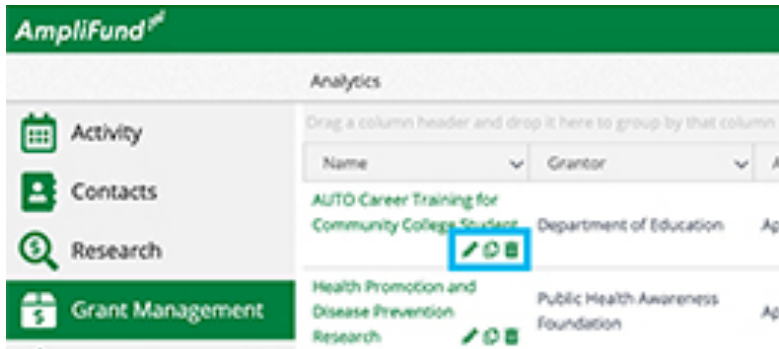 AmpliFund
Analytics
Activity
Contacts
Research
Grant Management
Drag a column header and drop it here to group by that column
Name Grantor A
AUTO Career Training for
Community College Student Department of Education Ap
Health Promotion and
Disease Prevention
Research
Public Health Awareness
Foundation
Ap